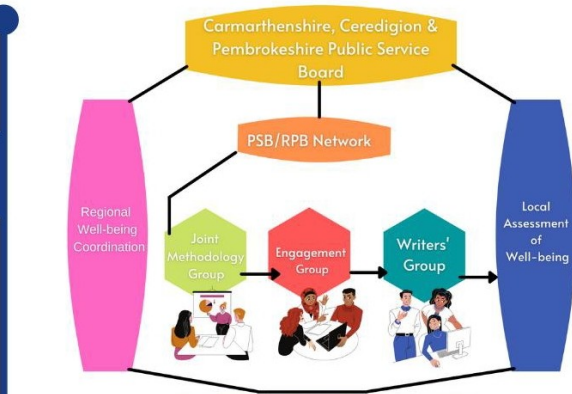 Carmarthenshire, Ceredigion &
Pembrokeshire Public Service
Board
PSB/RPB Network
Regional
Well-being
Coordination
Joint
Methodology
Group
Engagement
Group
Writers'
Group
Local
Assessment
of
Well-being